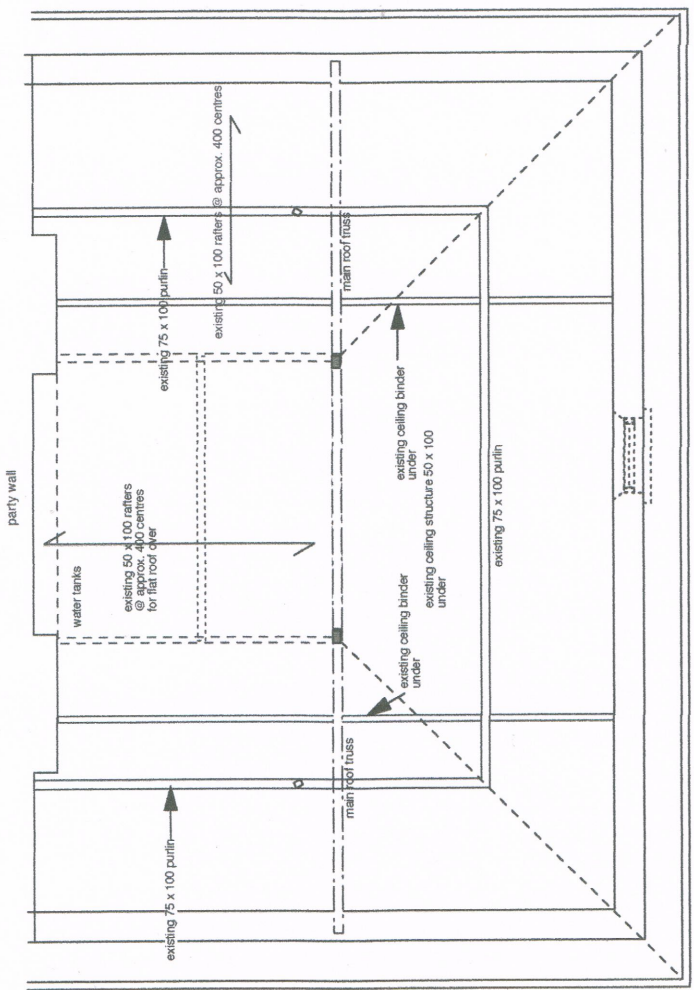 party wall
existing 75 x 100 purlin
existing 50 x 100 rafters @ approx. 400 centres
main roof truss
water tanks
existing 50 x 100 rafters
@ approx. 400 centres
for flat roof over
existing ceiling binder
under
existing ceiling structure 50 x 100
under
existing 75 x 100 purlin
existing ceiling binder
under
main roof truss
existing 75 x 100 purlin